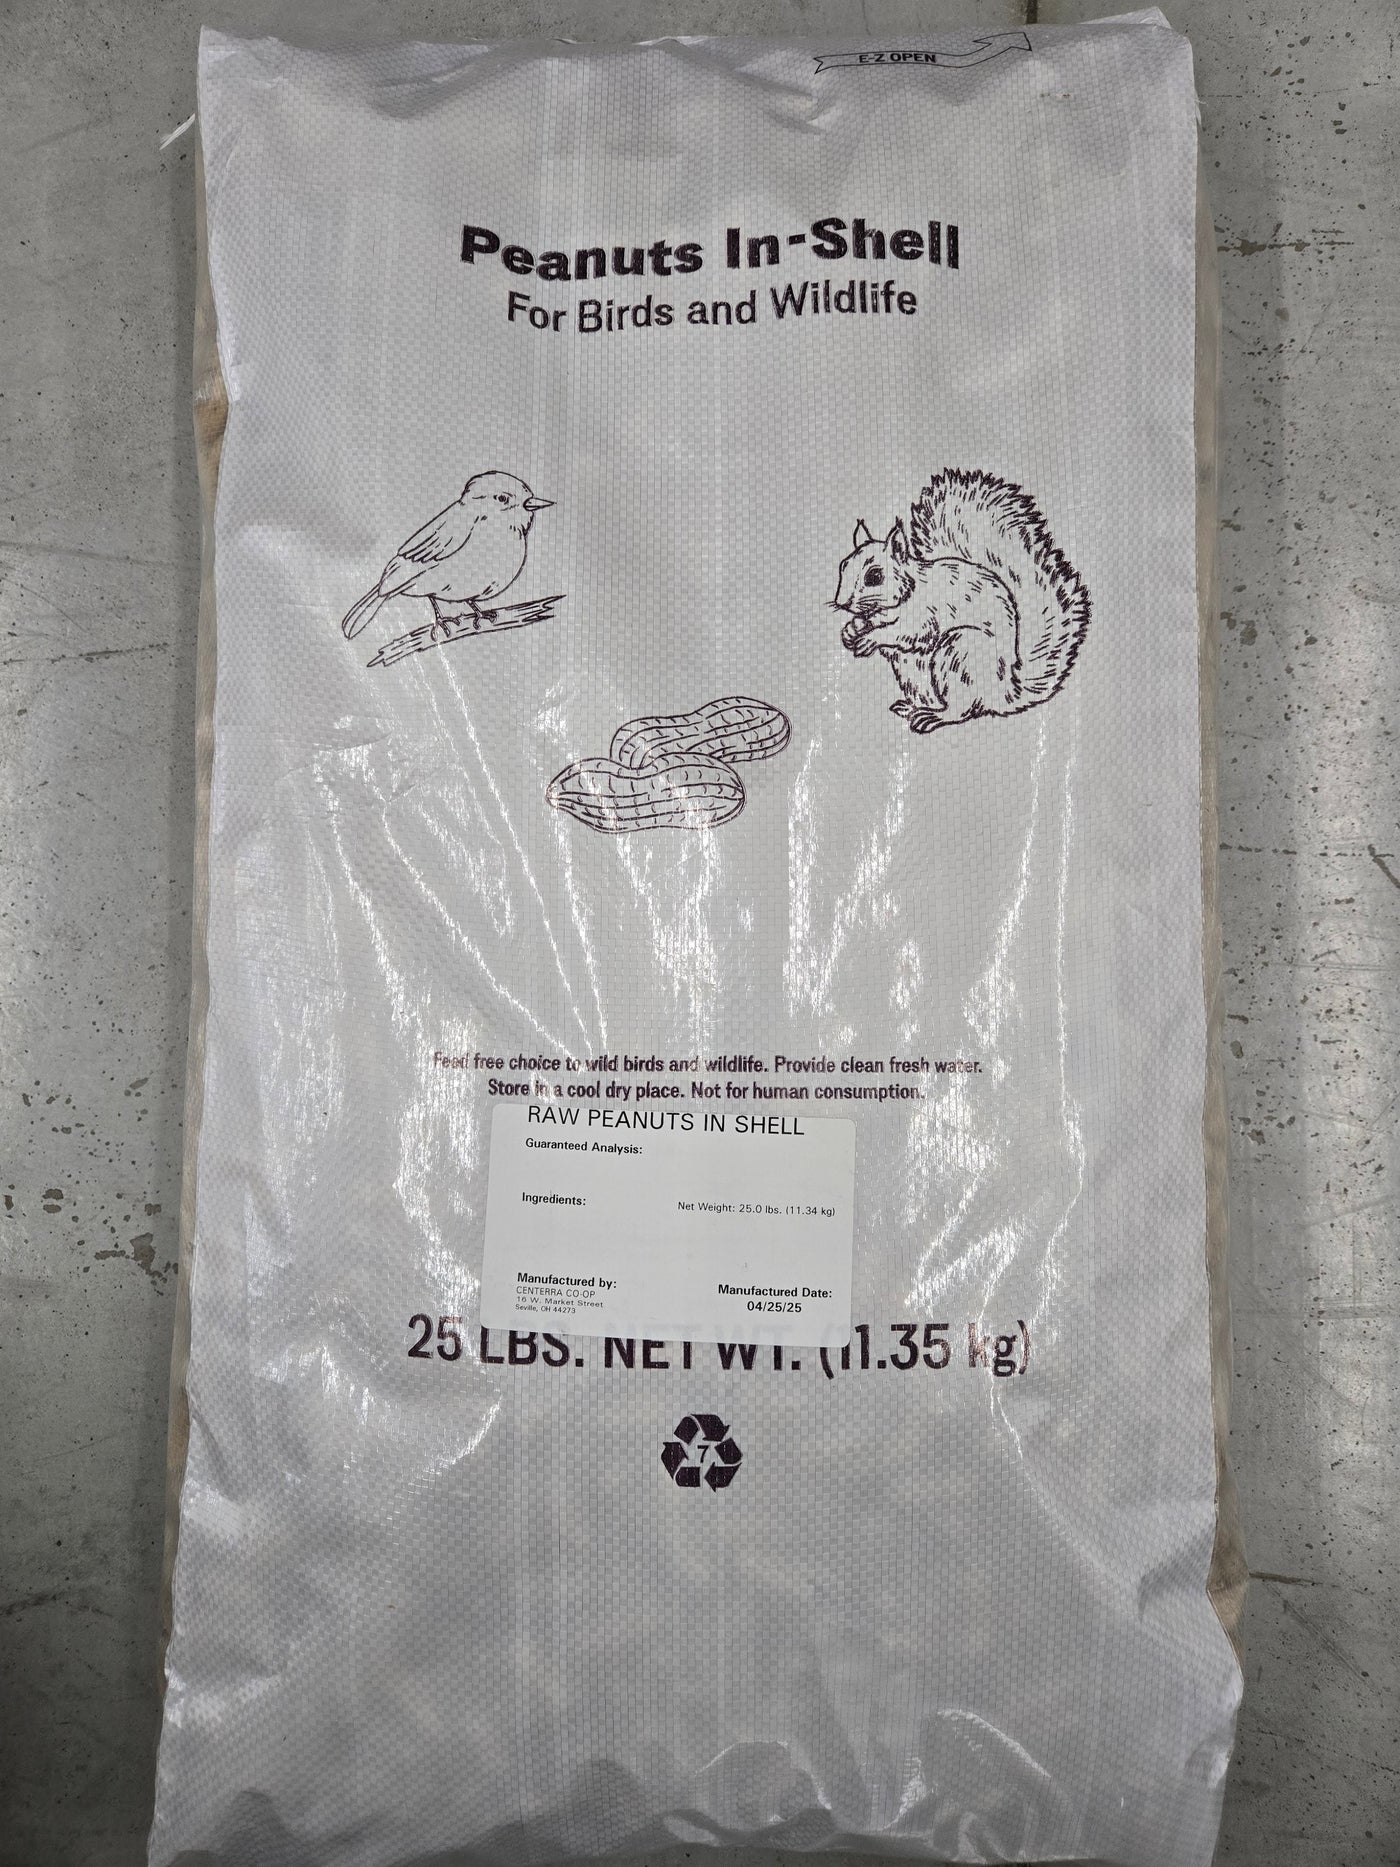 E-Z OPEN
Peanuts In-Shell
For Birds and Wildlife
Feed free choice to wild birds and wildlife. Provide clean fresh water.
Store in a cool dry place. Not for human consumption.
RAW PEANUTS IN SHELL
Guaranteed Analysis:
Ingredients:
Net Weight: 25.0 lbs. (11.34 kg)
Manufactured by:
CENTERRA CO-OP
16 W. Market Street
Seville, OH 44273
Manufactured Date:
04/25/25
25 LBS. NET WT. (11.35 kg)
7